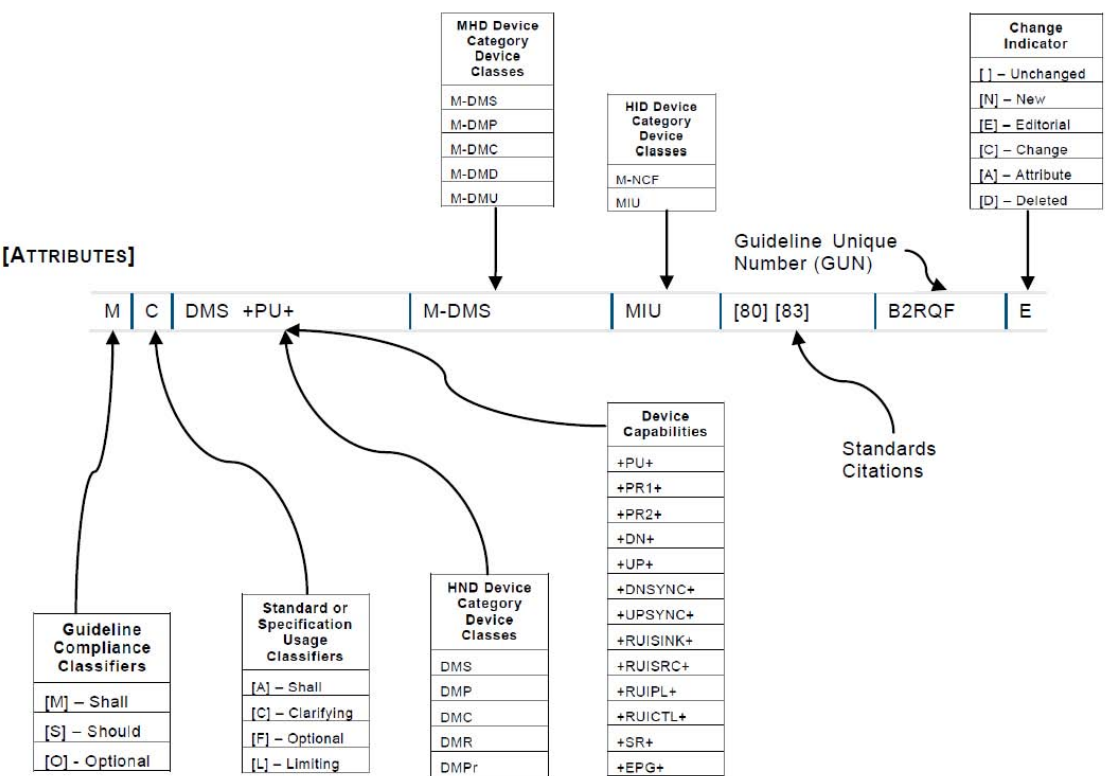 MHD Device
Category
Device
Classes
M-DMS
M-DMP
M-DMC
M-DMD
M-DMU
HID Device
Category
Device
Classes
M-NCF
MIU
Change
Indicator
[ ] – Unchanged
[N] – New
[E] – Editorial
[C] – Change
[A] – Attribute
[D] – Deleted
[ATTRIBUTES]
Guideline Unique
Number (GUN)
M C DMS +PU+ M-DMS MIU [80] [83] B2RQF E
Standards
Citations
Guideline
Compliance
Classifiers
[M] – Shall
[S] – Should
[O] - Optional
Standard or
Specification
Usage
Classifiers
[A] – Shall
[C] – Clarifying
[F] – Optional
[L] – Limiting
HND Device
Category
Device
Classes
DMS
DMP
DMC
DMR
DMPr
Device
Capabilities
+PU+
+PR1+
+PR2+
+DN+
+UP+
+DNSYNC+
+UPSYNC+
+RUISINK+
+RUISRC+
+RUIPL+
+RUICTL+
+SR+
+EPG+